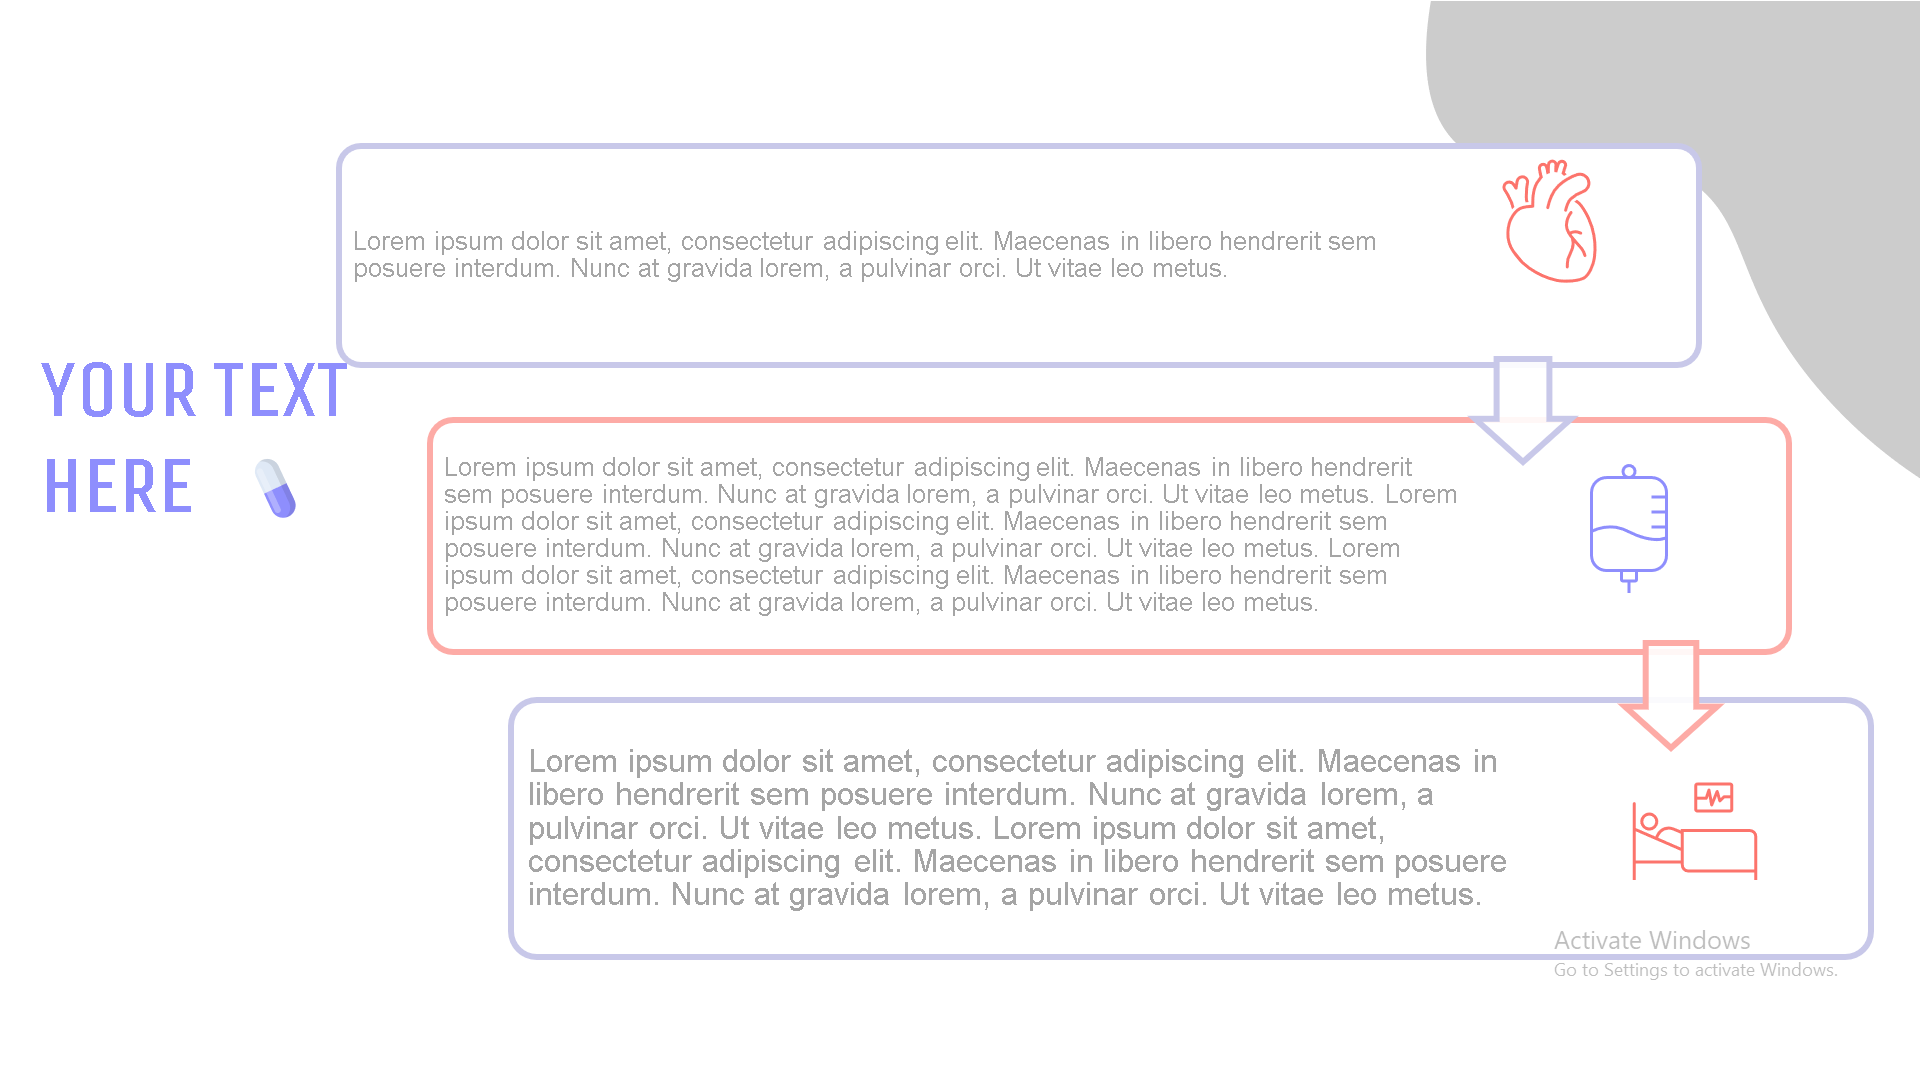 YOUR TEXT
HERE
Lorem ipsum dolor sit amet, consectetur adipiscing elit. Maecenas in libero hendrerit sem
posuere interdum. Nunc at gravida lorem, a pulvinar orci. Ut vitae leo metus.
Lorem ipsum dolor sit amet, consectetur adipiscing elit. Maecenas in libero hendrerit
sem posuere interdum. Nunc at gravida lorem, a pulvinar orci. Ut vitae leo metus. Lorem
ipsum dolor sit amet, consectetur adipiscing elit. Maecenas in libero hendrerit sem
posuere interdum. Nunc at gravida lorem, a pulvinar orci. Ut vitae leo metus. Lorem
ipsum dolor sit amet, consectetur adipiscing elit. Maecenas in libero hendrerit sem
posuere interdum. Nunc at gravida lorem, a pulvinar orci. Ut vitae leo metus.
Lorem ipsum dolor sit amet, consectetur adipiscing elit. Maecenas in
libero hendrerit sem posuere interdum. Nunc at gravida lorem, a
pulvinar orci. Ut vitae leo metus. Lorem ipsum dolor sit amet,
consectetur adipiscing elit. Maecenas in libero hendrerit sem posuere
interdum. Nunc at gravida lorem, a pulvinar orci. Ut vitae leo metus.
Activate Windows
Go to Settings to activate Windows.